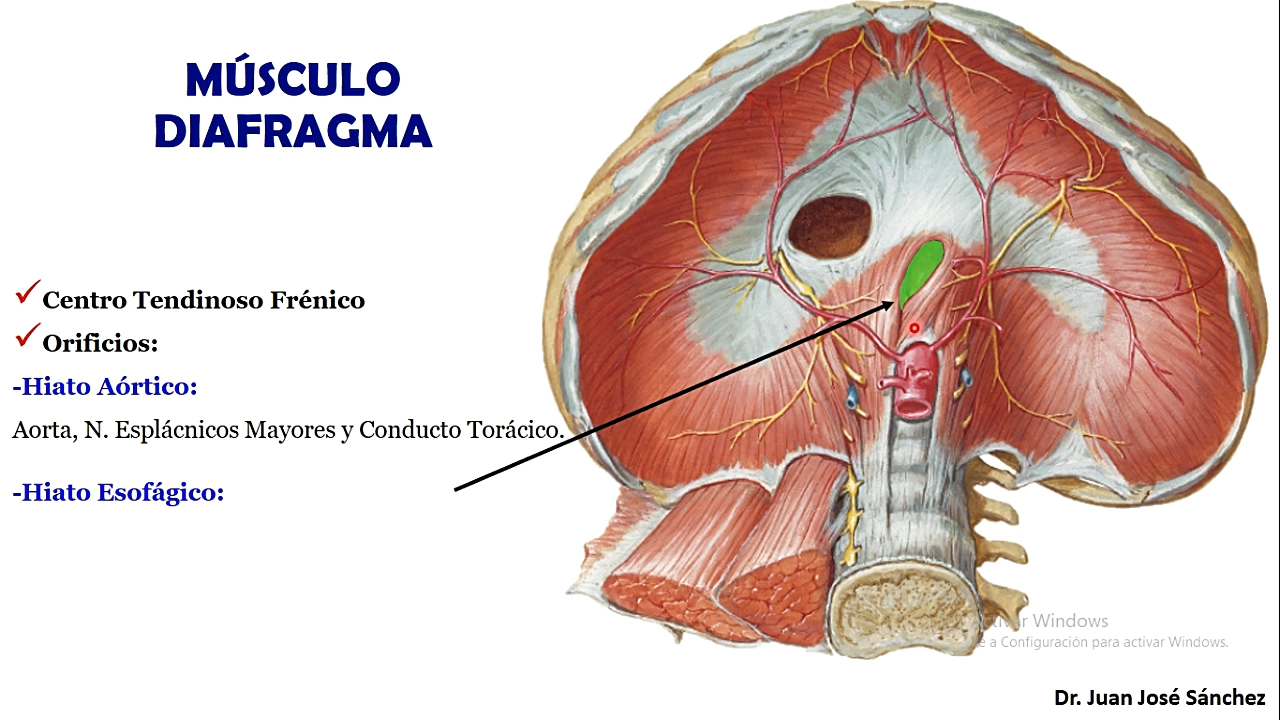 MÚSCULO
DIAFRAGMA
Centro Tendinoso Frénico
Orificios:
-Hiato Aórtico:
Aorta, N. Esplácnicos Mayores y Conducto Torácico.
-Hiato Esofágico:
Windows
a Configuración para activar Windows.
Dr. Juan José Sánchez